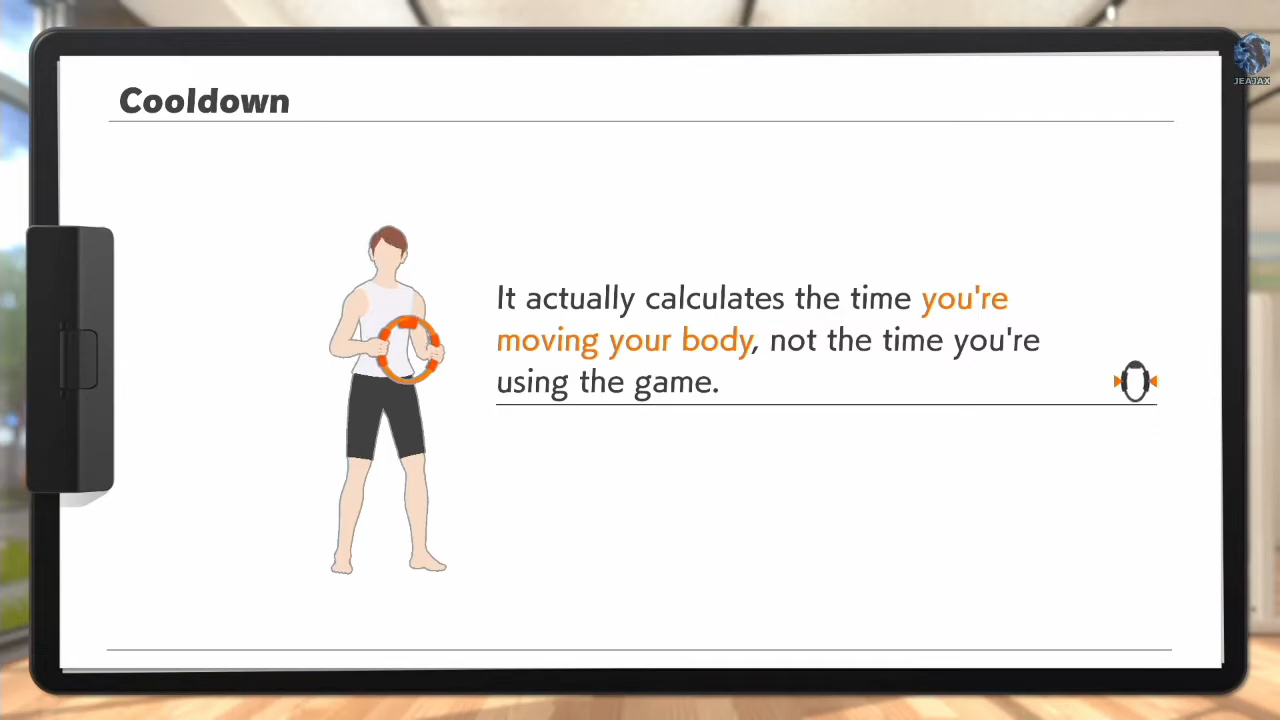 JEAJAX
Cooldown
It actually calculates the time you're
moving your body, not the time you're
using the game.